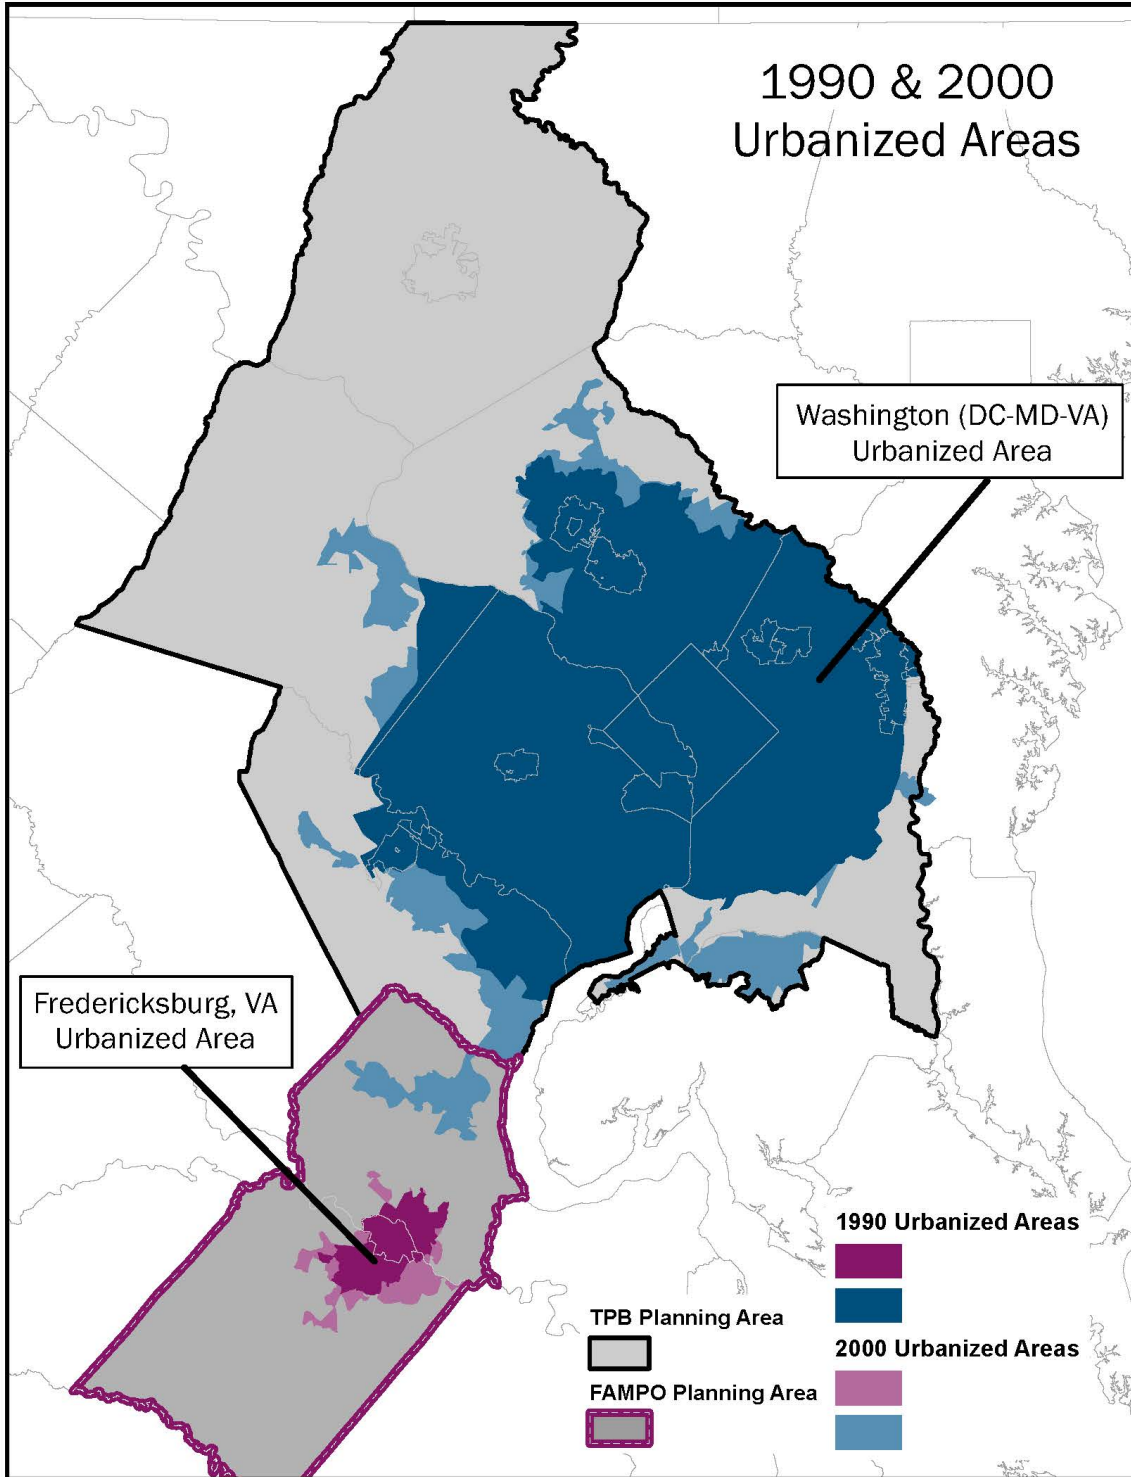 1990 & 2000
Urbanized Areas
Washington (DC-MD-VA)
Urbanized Area
Fredericksburg, VA
Urbanized Area
1990 Urbanized Areas
TPB Planning Area
2000 Urbanized Areas
FAMPO Planning Area